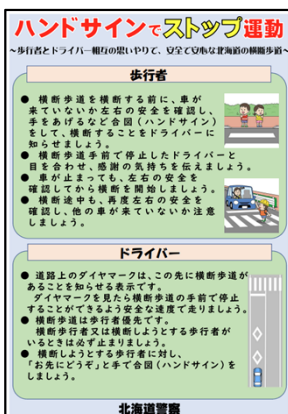 ハンドサインでストップ運動
～歩行者とドライバー相互の思いやりで、安全で安心な北海道の横断歩道～
歩行者
● 横断歩道を横断する前に、車が
来ていないか左右の安全を確認し、
手をあげるなど合図(ハンドサイン)
をして、横断することをドライバーに
知らせましょう。
● 横断歩道手前で停止したドライバーと
目を合わせ、感謝の気持ちを伝えましょう。
● 車が止まっても、左右の安全を
確認してから横断を開始しましょう。
● 横断途中も、再度左右の安全を
確認し、他の車が来ていないか注意
しましょう。
ドライバー
● 道路上のダイヤマークは、この先に横断歩道が
あることを知らせる表示です。
ダイヤマークを見たら横断歩道の手前で停止
することができるよう安全な速度で走りましょう。
● 横断歩道は歩行者優先です。
横断歩行者又は横断しようとする歩行者が
いるときは必ず止まりましょう。
● 横断しようとする歩行者に対し、
「お先にどうぞ」と手で合図(ハンドサイン)を
しましょう。
北海道警察